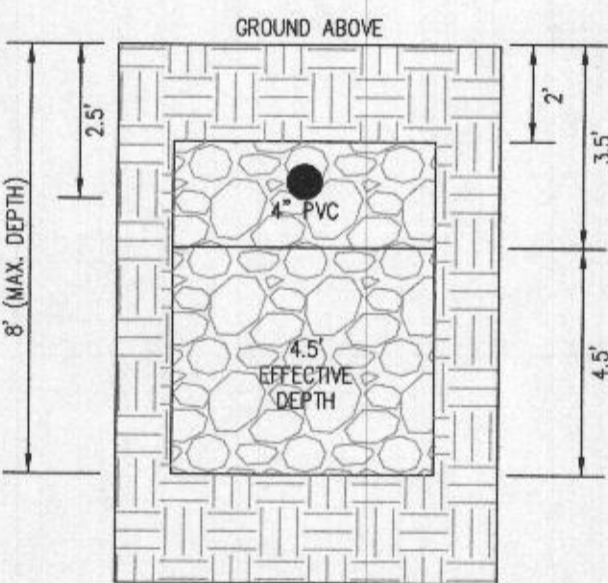 GROUND ABOVE
2.5'
2'
3.5'
8' (MAX. DEPTH)
4" PVC
4.5'
EFFECTIVE
DEPTH
4.5'